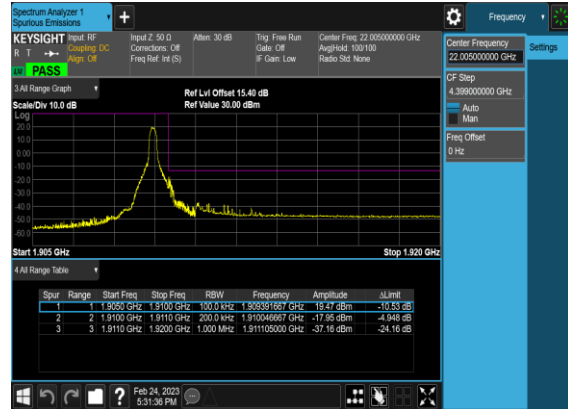 Spectrum Analyzer 1
Spurious Emissions
Frequency
KEYSIGHT
R T
Input: RF
Coupling: DC
Align: Off
Input Z: 50 Ω
Corrections: Off
Freq Ref: Int (S)
Atten: 30 dB
Trig: Free Run
Gate: Off
IF Gain: Low
Center Freq: 22.005000000 GHz
Avg|Hold: 100/100
Radio Std: None
PASS
Center Frequency
22.005000000 GHz
Settings
CF Step
4.399000000 GHz
Auto
Man
Freq Offset
0 Hz
3 All Range Graph
Scale/Div 10.0 dB
Ref Lvl Offset 15.40 dB
Ref Value 30.00 dBm
Log
20.0
10.0
0.00
-10.0
-20.0
-30.0
-40.0
-50.0
-60.0
Start 1.905 GHz
Stop 1.920 GHz
4 All Range Table
Spur Range Start Freq Stop Freq RBW Frequency Amplitude ΔLimit
1 1 1.9050 GHz 1.9100 GHz 100.0 kHz 1.909391667 GHz 19.47 dBm -10.53 dB
2 2 1.9100 GHz 1.9110 GHz 200.0 kHz 1.910046667 GHz -17.95 dBm -4.948 dB
3 3 1.9110 GHz 1.9200 GHz 1.000 MHz 1.911105000 GHz -37.16 dBm -24.16 dB
Feb 24, 2023
5:31:36 PM